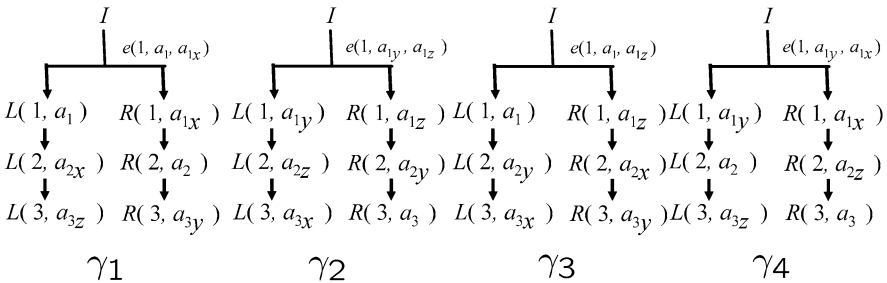 I I I I
e(1, a1, a1x) e(1, a1y, a1z) e(1, a1, a1z) e(1, a1y, a1x)
L(1, a1) R(1, a1x) L(1, a1y) R(1, a1z) L(1, a1) R(1, a1z) L(1, a1y) R(1, a1x)
L(2, a2x) R(2, a2) L(2, a2z) R(2, a2y) L(2, a2y) R(2, a2x) L(2, a2) R(2, a2z)
L(3, a3z) R(3, a3y) L(3, a3x) R(3, a3) L(3, a3x) R(3, a3y) L(3, a3z) R(3, a3)
γ1 γ2 γ3 γ4